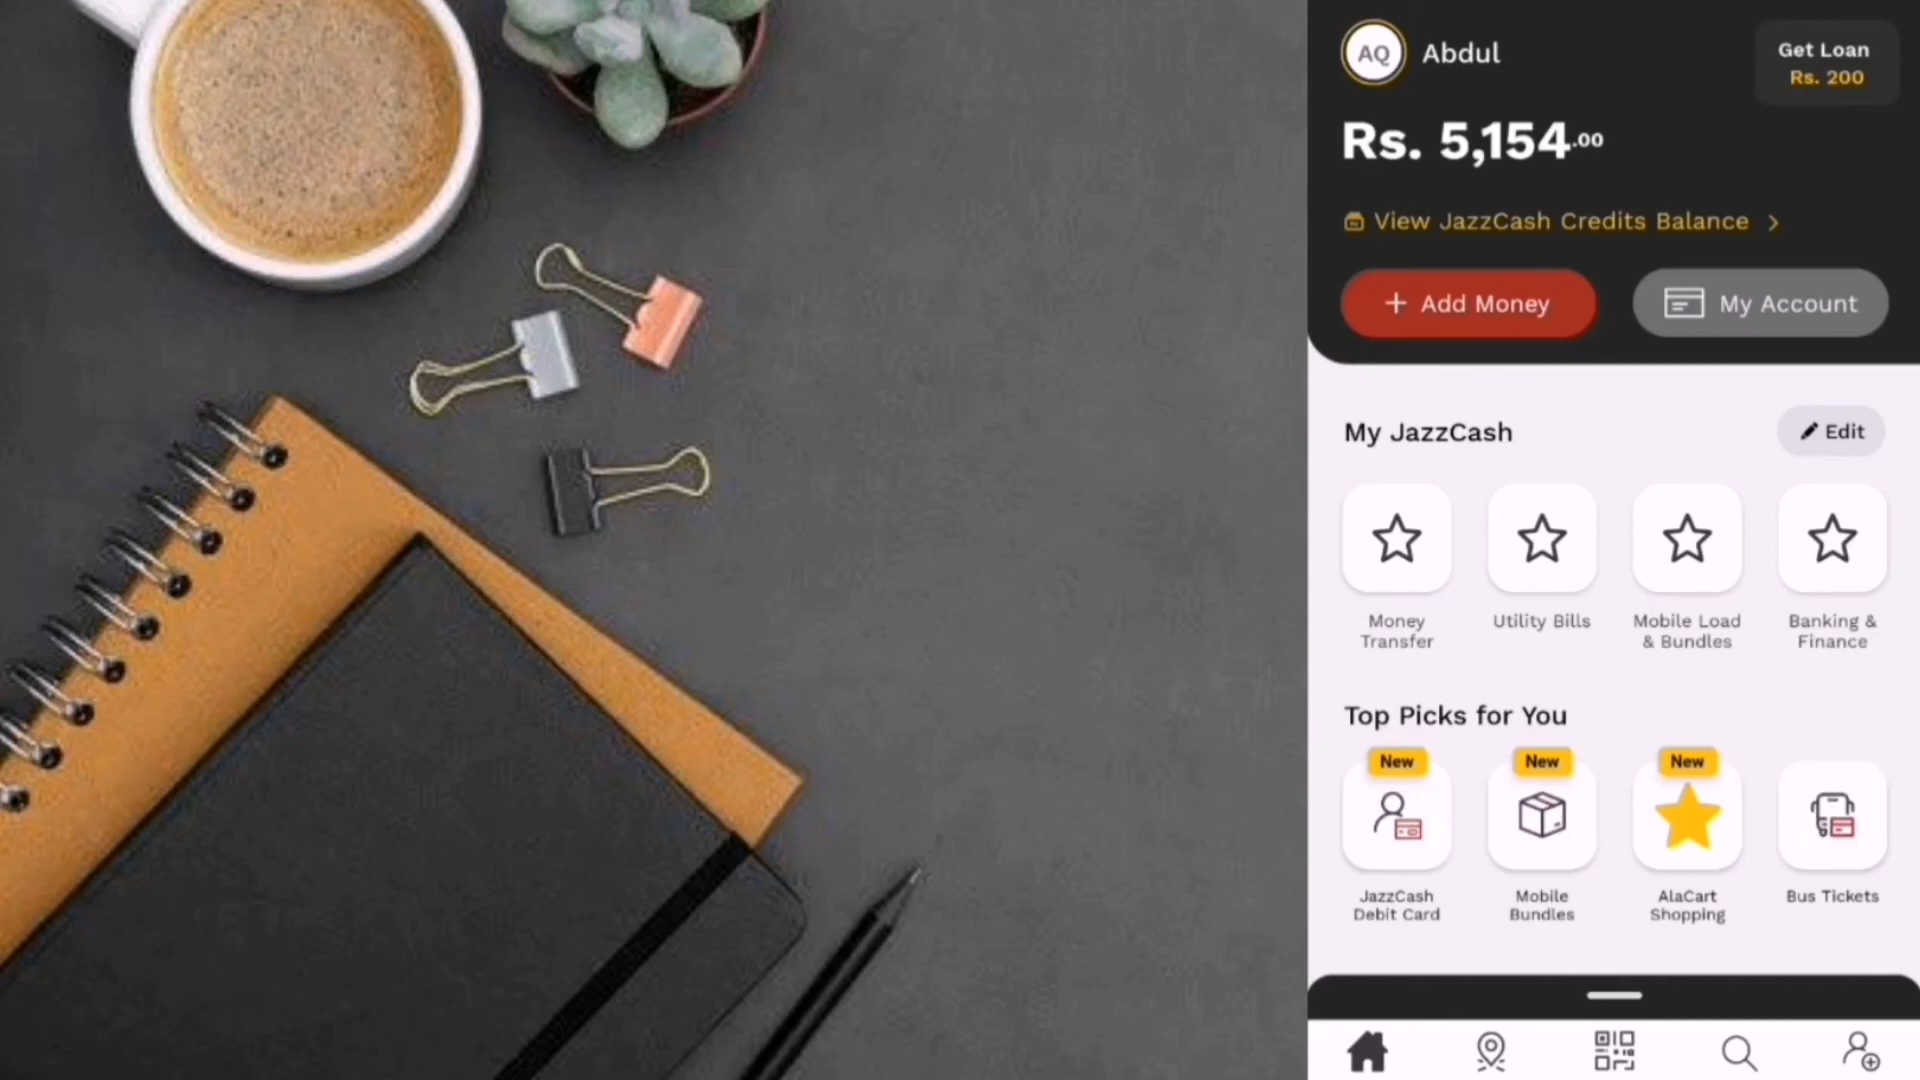 AQ
Abdul
Get Loan
Rs. 200
Rs. 5,154.00
View JazzCash Credits Balance >
+ Add Money
My Account
My JazzCash
Edit
Money
Transfer
Utility Bills
Mobile Load
& Bundles
Banking &
Finance
Top Picks for You
New
New
New
JazzCash
Debit Card
Mobile
Bundles
AlaCart
Shopping
Bus Tickets